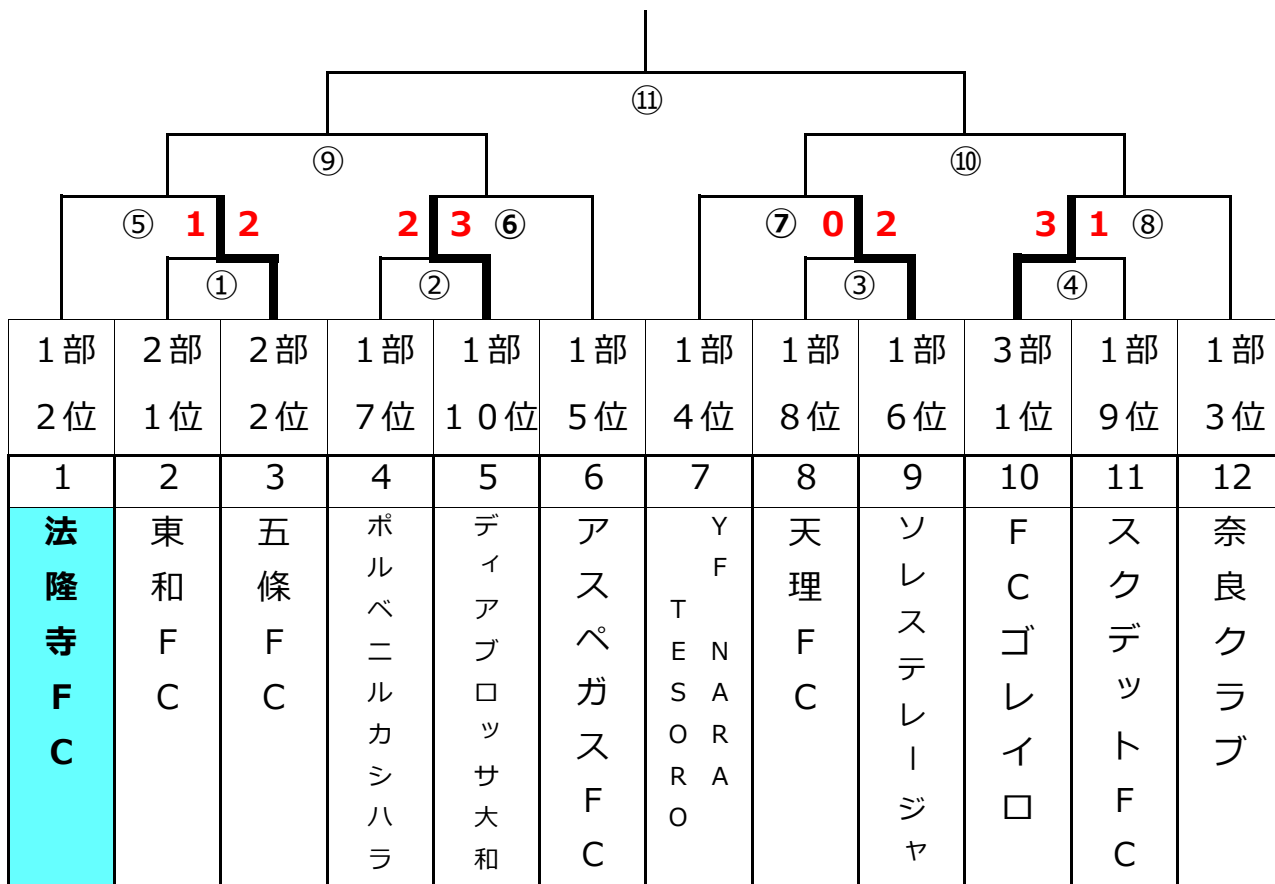 ⑪
⑨ ⑩
⑤ 1 2 2 3 ⑥ ⑦ 0 2 3 1 ⑧
① ② ③ ④
1部 2部 2部 1部 1部 1部 1部 1部 1部 3部 1部 1部
2位 1位 2位 7位 10位 5位 4位 8位 6位 1位 9位 3位
1 2 3 4 5 6 7 8 9 10 11 12
法隆寺FC
東和FC
五條FC
ポルベニルカシハラ
ディアブロッサ大和
アスペガスFC
YF NARA
TESORO
天理FC
ソレステレージャ
FCゴレイロ
スクデットFC
奈良クラブ